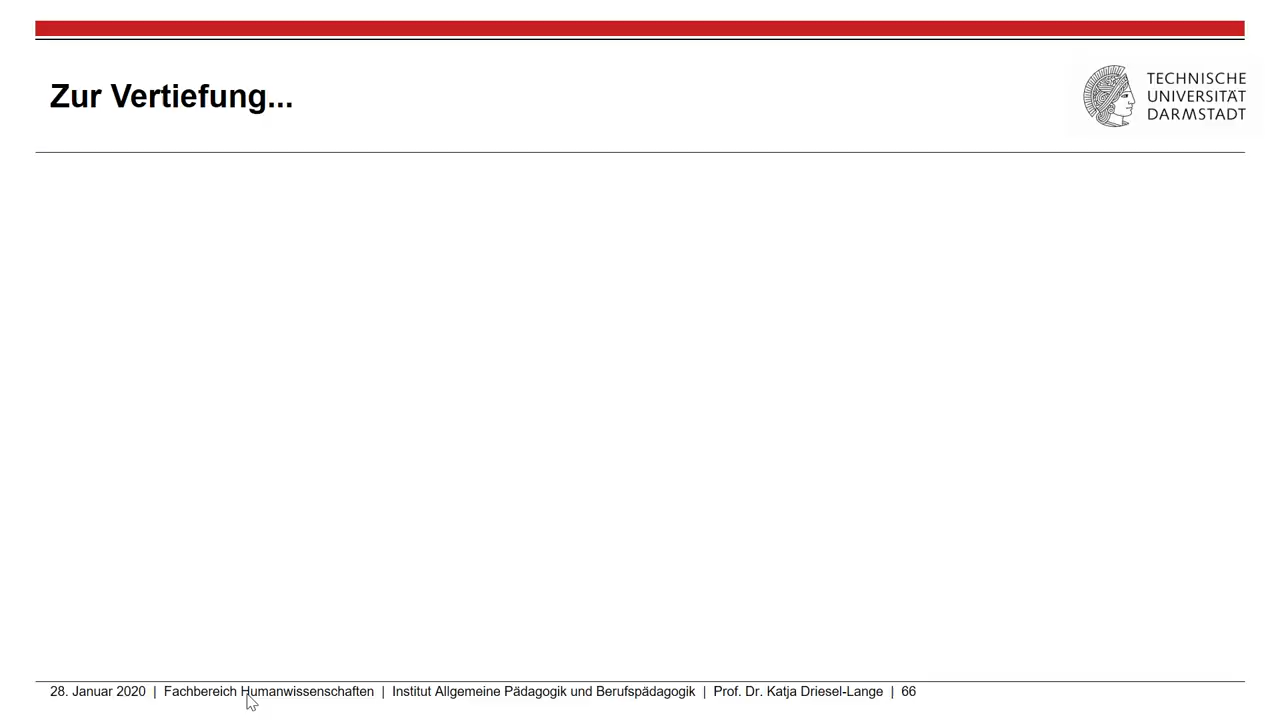 Zur Vertiefung...
TECHNISCHE
UNIVERSITÄT
DARMSTADT
28. Januar 2020 | Fachbereich Humanwissenschaften | Institut Allgemeine Pädagogik und Berufspädagogik | Prof. Dr. Katja Driesel-Lange | 66